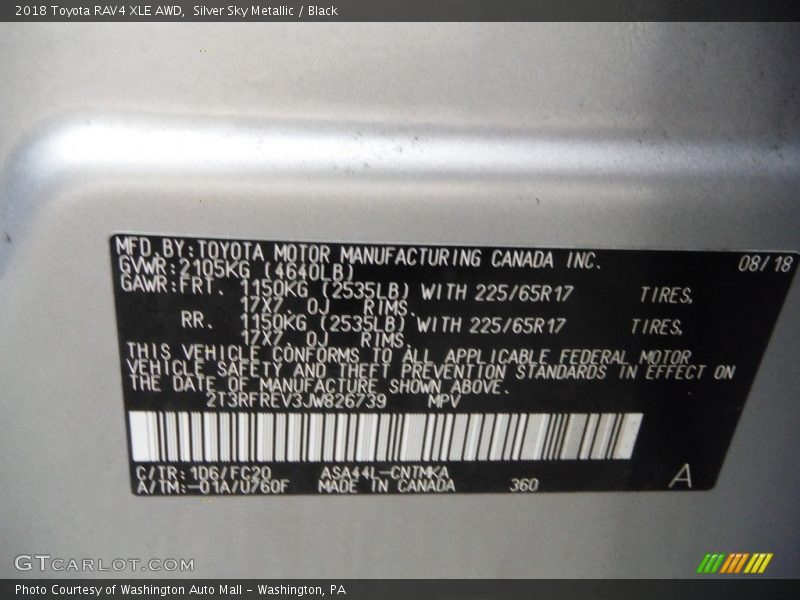 2018 Toyota RAV4 XLE AWD,  Silver Sky Metallic / Black
MFD.BY:TOYOTA MOTOR MANUFACTURING CANADA INC. 08/18
GVWR:2105KG (4640LB)
GAWR:FRT. 1150KG (2535LB) WITH 225/65R17 TIRES,
17X7. 0J RIMS.
RR. 1150KG (2535LB) WITH 225/65R17 TIRES,
17X7. 0J RIMS.
THIS VEHICLE CONFORMS TO ALL APPLICABLE FEDERAL MOTOR
VEHICLE SAFETY AND THEFT PREVENTION STANDARDS IN EFFECT ON
THE DATE OF MANUFACTURE SHOWN ABOVE.
2T3RFREV3JW826739 MPV
C/TR:1D6/FC20 ASA44L-CNTMKA
A/TM:-01A/U760F MADE IN CANADA 360 A
GTCARLOT.COM
Photo Courtesy of Washington Auto Mall - Washington, PA